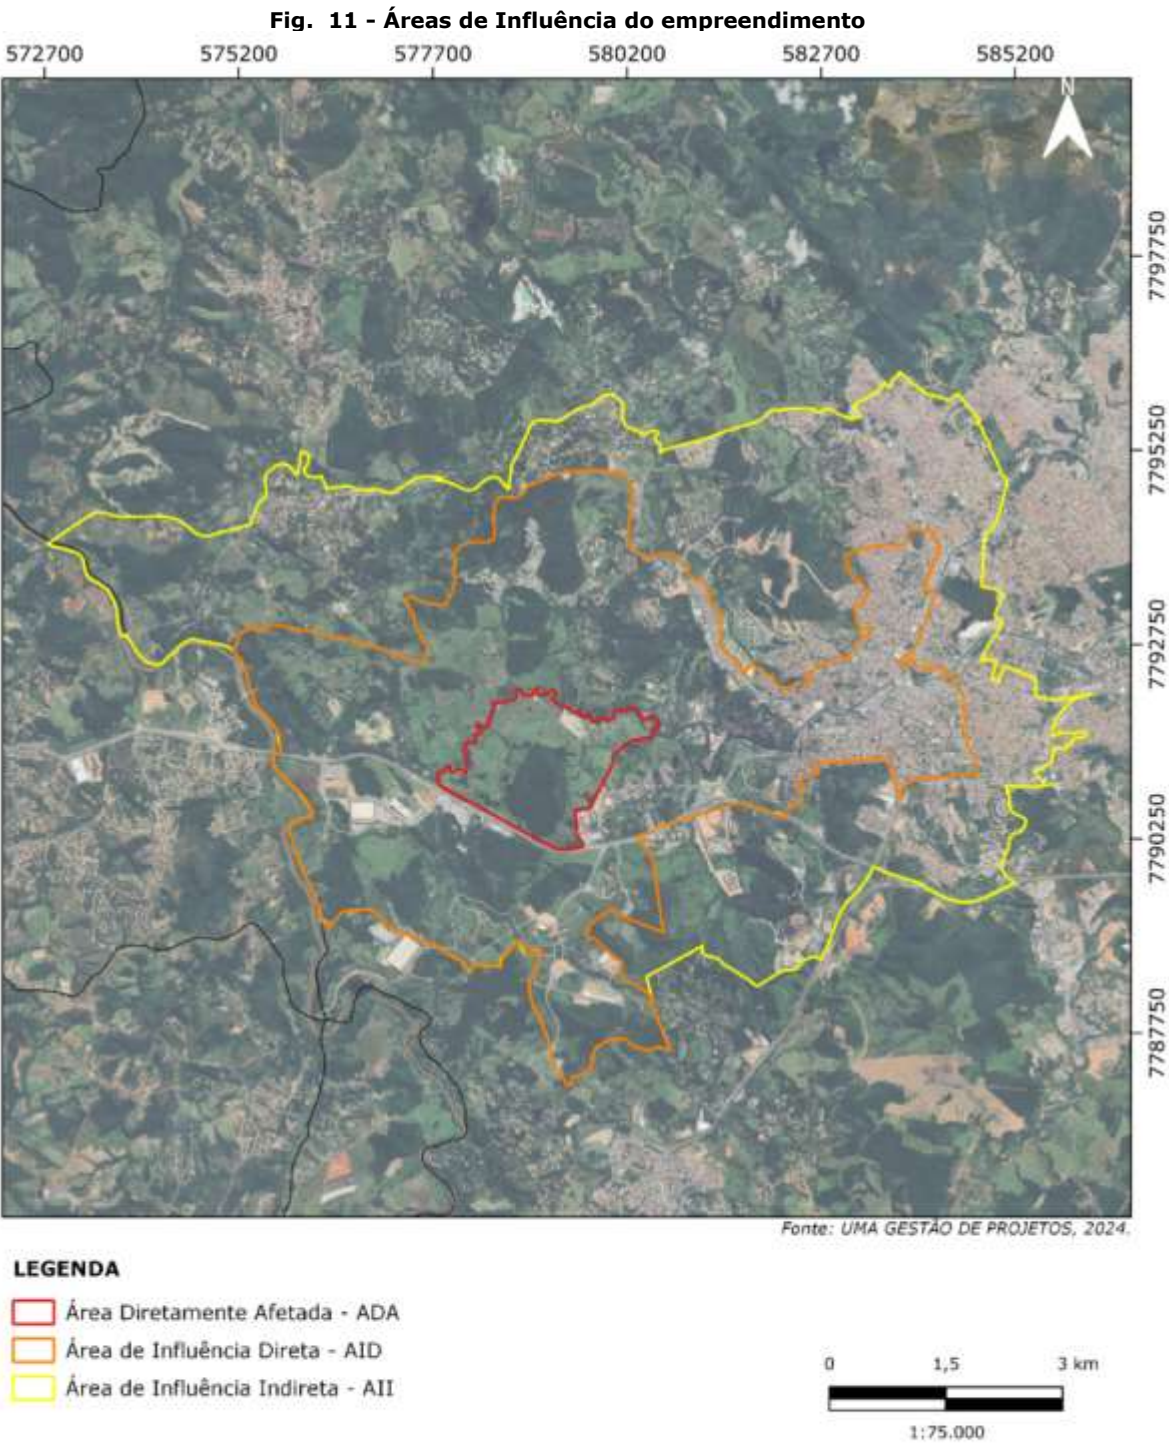 Fig. 11 - Áreas de Influência do empreendimento
572700 575200 577700 580200 582700 585200
N
7797750
7795250
7792750
7790250
7787750
Fonte: UMA GESTÃO DE PROJETOS, 2024.
LEGENDA
Área Diretamente Afetada - ADA
Área de Influência Direta - AID
Área de Influência Indireta - AII
0 1,5 3 km
1:75.000